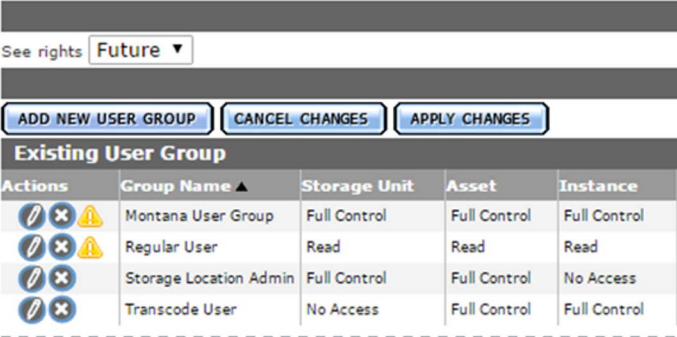 See rights Future ▼
ADD NEW USER GROUP CANCEL CHANGES APPLY CHANGES
Existing User Group
Actions Group Name ▲ Storage Unit Asset Instance
Montana User Group Full Control Full Control Full Control
Regular User Read Read Read
Storage Location Admin Full Control Full Control No Access
Transcode User No Access Full Control Full Control